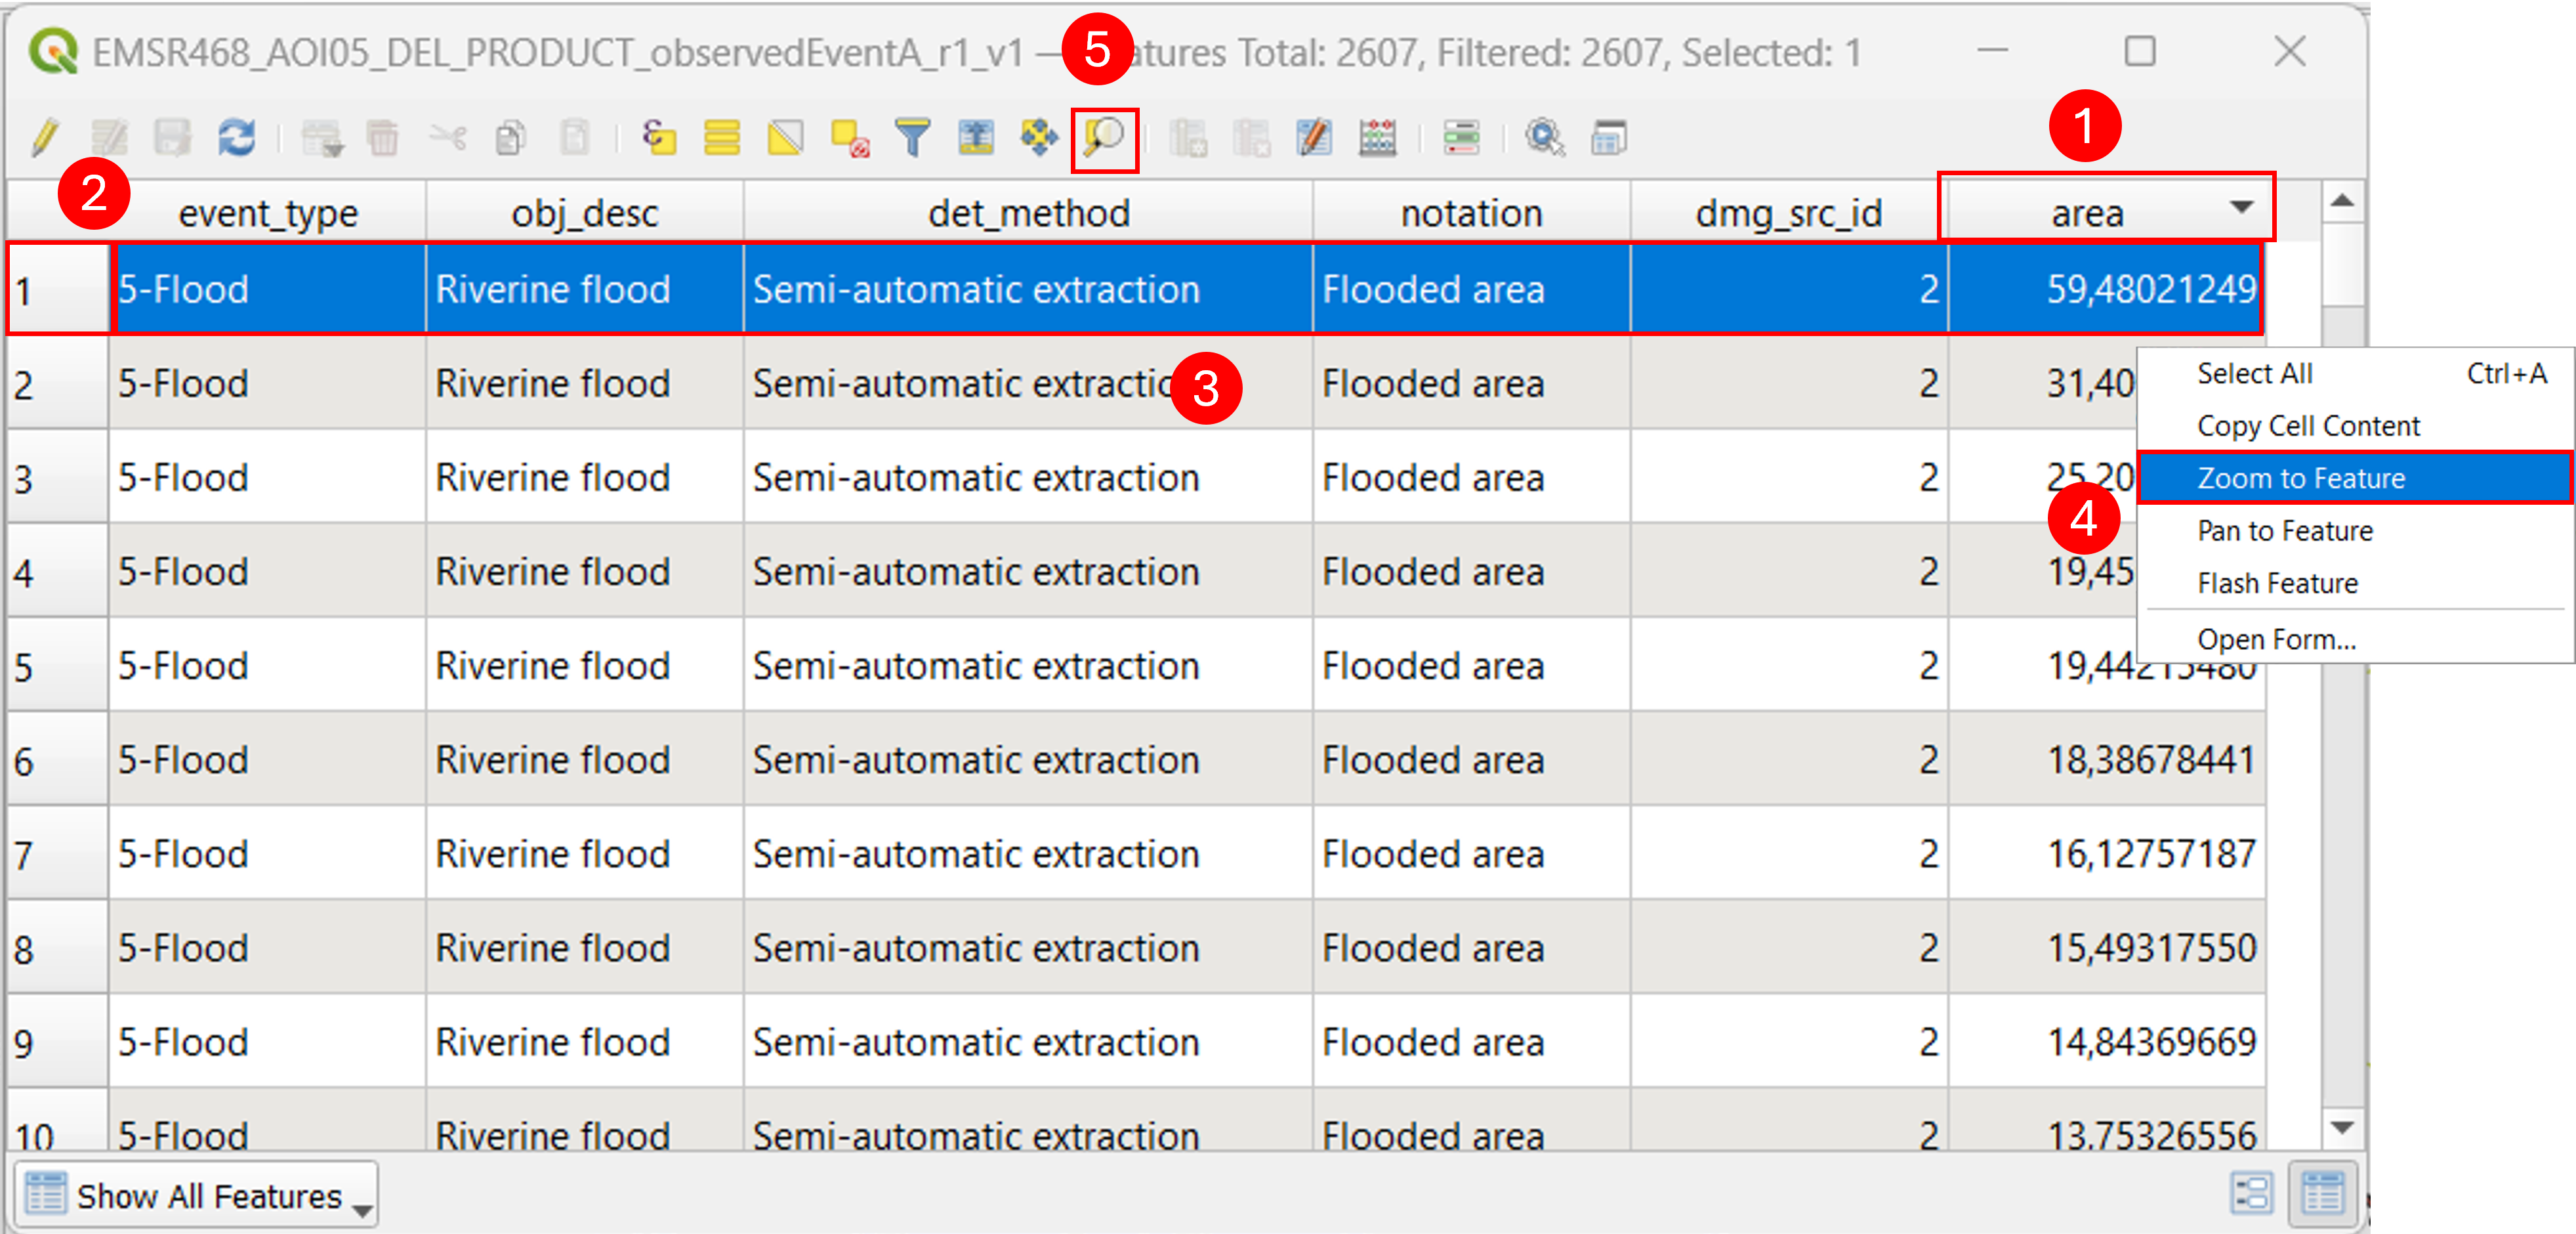 EMSR468_AOI05_DEL_PRODUCT_observedEventA_r1_v1 — atures Total: 2607, Filtered: 2607, Selected: 1
5
1
2
event_type obj_desc det_method notation dmg_src_id area
1 5-Flood Riverine flood Semi-automatic extraction Flooded area 2 59,48021249
2 5-Flood Riverine flood Semi-automatic extractic Flooded area 2 31,40
3
3 5-Flood Riverine flood Semi-automatic extraction Flooded area 2 25,20
4
4 5-Flood Riverine flood Semi-automatic extraction Flooded area 2 19,45
5 5-Flood Riverine flood Semi-automatic extraction Flooded area 2 19,44215480
6 5-Flood Riverine flood Semi-automatic extraction Flooded area 2 18,38678441
7 5-Flood Riverine flood Semi-automatic extraction Flooded area 2 16,12757187
8 5-Flood Riverine flood Semi-automatic extraction Flooded area 2 15,49317550
9 5-Flood Riverine flood Semi-automatic extraction Flooded area 2 14,84369669
10 5-Flood Riverine flood Semi-automatic extraction Flooded area 2 13,75326556
Select All Ctrl+A
Copy Cell Content
Zoom to Feature
Pan to Feature
Flash Feature
Open Form...
Show All Features